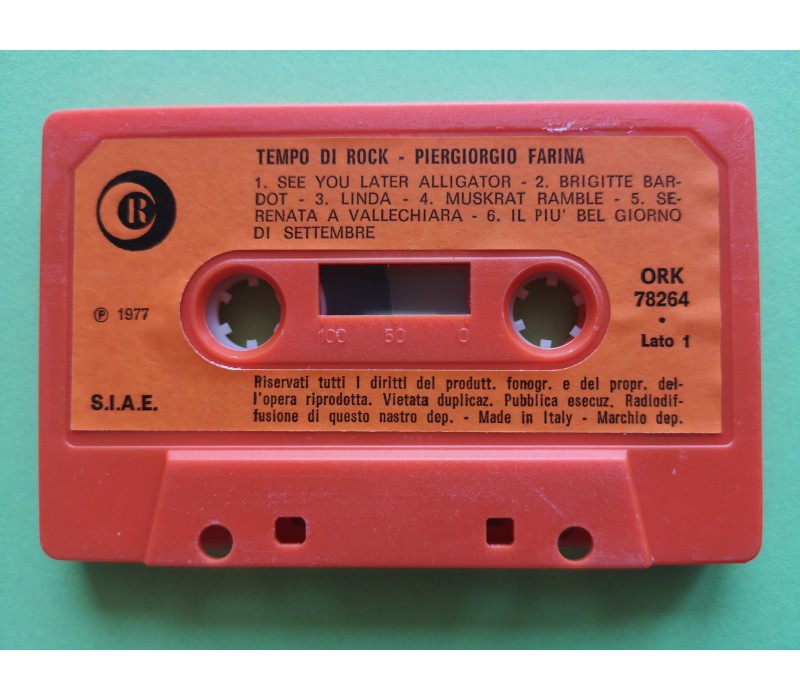 TEMPO DI ROCK - PIERGIORGIO FARINA
1. SEE YOU LATER ALLIGATOR - 2. BRIGITTE BAR-
DOT - 3. LINDA - 4. MUSKRAT RAMBLE - 5. SE-
RENATA A VALLECHIARA - 6. IL PIU' BEL GIORNO
DI SETTEMBRE
R
ORK
78264
•
Lato 1
℗ 1977
100 50 0
S.I.A.E.
Riservati tutti i diritti del produtt. fonogr. e del propr. del-
l'opera riprodotta. Vietata duplicaz. Pubblica esecuz. Radiodif-
fusione di questo nastro dep. - Made in Italy - Marchio dep.